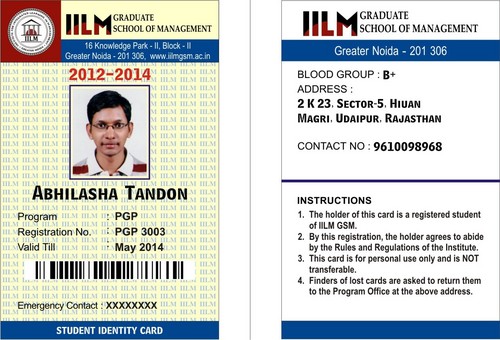 IILM GRADUATE
SCHOOL OF MANAGEMENT
16 Knowledge Park - II, Block - II
Greater Noida - 201 306, www.iilmgsm.ac.in
2012-2014
ABHILASHA TANDON
Program : PGP
Registration No. : PGP 3003
Valid Till : May 2014
Emergency Contact : XXXXXXXX
STUDENT IDENTITY CARD
IILM GRADUATE
SCHOOL OF MANAGEMENT
Greater Noida - 201 306
BLOOD GROUP : B+
ADDRESS :
2 K 23, SECTOR-5, HIUAN
MAGRI, UDAIPUR, RAJASTHAN
CONTACT NO : 9610098968
INSTRUCTIONS
1. The holder of this card is a registered student
of IILM GSM.
2. By this registration, the holder agrees to abide
by the Rules and Regulations of the Institute.
3. This card is for personal use only and is NOT
transferable.
4. Finders of lost cards are asked to return them
to the Program Office at the above address.